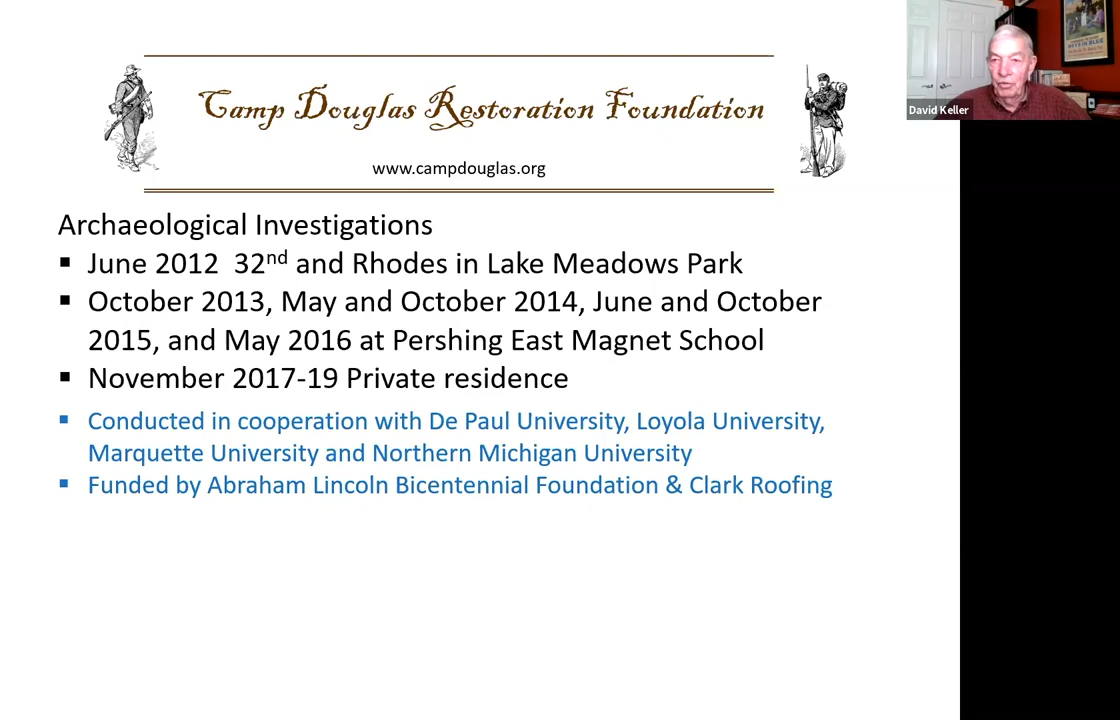 Camp Douglas Restoration Foundation
www.campdouglas.org
David Keller
Archaeological Investigations
▪ June 2012 32nd and Rhodes in Lake Meadows Park
▪ October 2013, May and October 2014, June and October
2015, and May 2016 at Pershing East Magnet School
▪ November 2017-19 Private residence
▪ Conducted in cooperation with De Paul University, Loyola University,
Marquette University and Northern Michigan University
▪ Funded by Abraham Lincoln Bicentennial Foundation & Clark Roofing